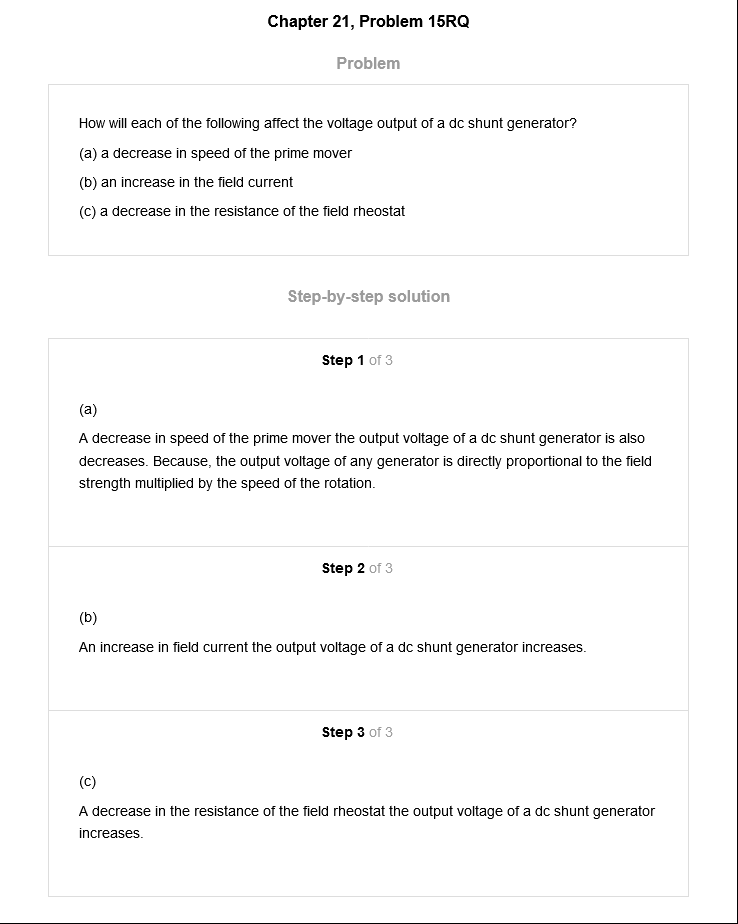 Chapter 21, Problem 15RQ
Problem
How will each of the following affect the voltage output of a dc shunt generator?
(a) a decrease in speed of the prime mover
(b) an increase in the field current
(c) a decrease in the resistance of the field rheostat
Step-by-step solution
Step 1 of 3
(a)
A decrease in speed of the prime mover the output voltage of a dc shunt generator is also
decreases. Because, the output voltage of any generator is directly proportional to the field
strength multiplied by the speed of the rotation.
Step 2 of 3
(b)
An increase in field current the output voltage of a dc shunt generator increases.
Step 3 of 3
(c)
A decrease in the resistance of the field rheostat the output voltage of a dc shunt generator
increases.